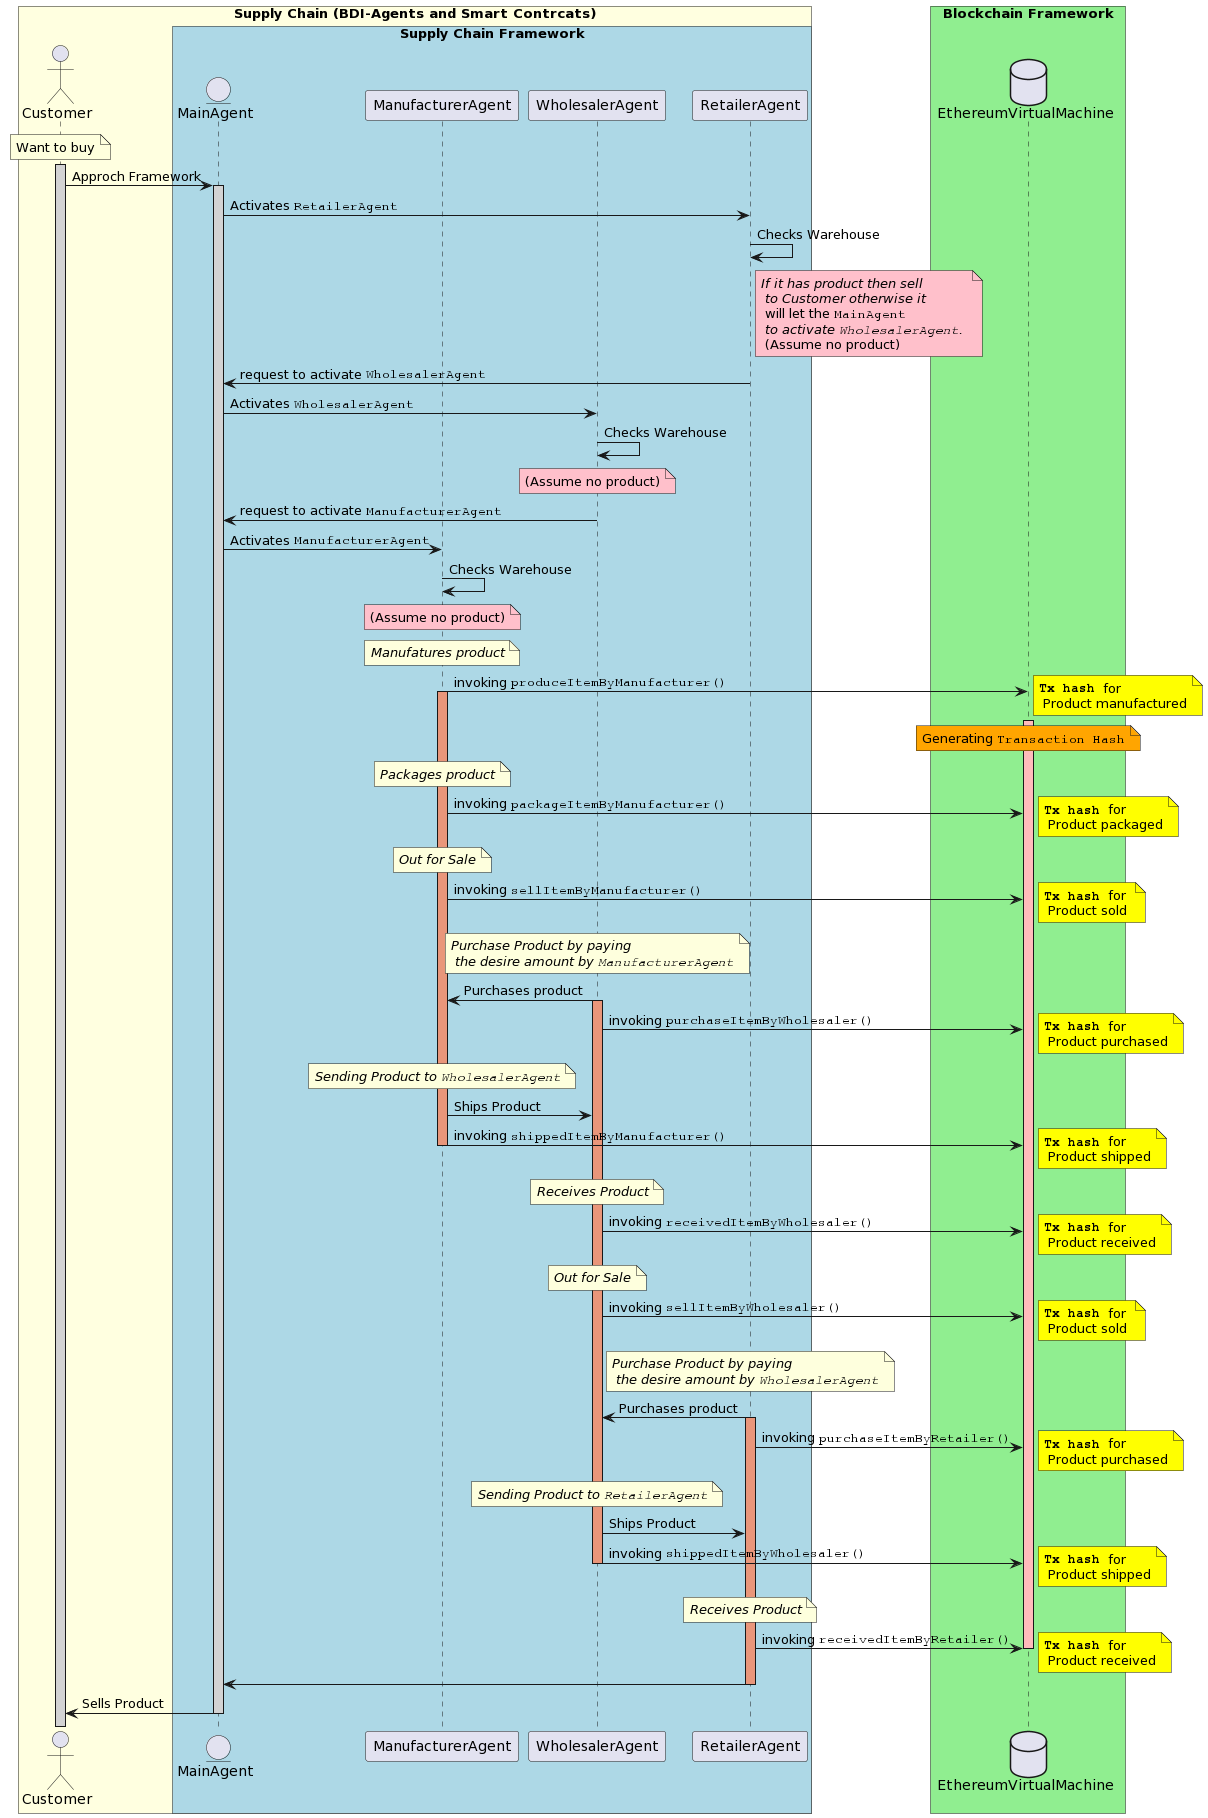 Supply Chain (BDI-Agents and Smart Contrcats)
Blockchain Framework
Supply Chain Framework
Customer
MainAgent
ManufacturerAgent
WholesalerAgent
RetailerAgent
EthereumVirtualMachine
Want to buy
Approch Framework
Activates RetailerAgent
Checks Warehouse
If it has product then sell
to Customer otherwise it
will let the MainAgent
to activate WholesalerAgent.
(Assume no product)
request to activate WholesalerAgent
Activates WholesalerAgent
Checks Warehouse
(Assume no product)
request to activate ManufacturerAgent
Activates ManufacturerAgent
Checks Warehouse
(Assume no product)
Manufatures product
invoking produceItemByManufacturer()
Tx hash for
Product manufactured
Generating Transaction Hash
Packages product
invoking packageItemByManufacturer()
Tx hash for
Product packaged
Out for Sale
invoking sellItemByManufacturer()
Tx hash for
Product sold
Purchase Product by paying
the desire amount by ManufacturerAgent
Purchases product
invoking purchaseItemByWholesaler()
Tx hash for
Product purchased
Sending Product to WholesalerAgent
Ships Product
invoking shippedItemByManufacturer()
Tx hash for
Product shipped
Receives Product
invoking receivedItemByWholesaler()
Tx hash for
Product received
Out for Sale
invoking sellItemByWholesaler()
Tx hash for
Product sold
Purchase Product by paying
the desire amount by WholesalerAgent
Purchases product
invoking purchaseItemByRetailer()
Tx hash for
Product purchased
Sending Product to RetailerAgent
Ships Product
invoking shippedItemByWholesaler()
Tx hash for
Product shipped
Receives Product
invoking receivedItemByRetailer()
Tx hash for
Product received
Sells Product
Customer
MainAgent
ManufacturerAgent
WholesalerAgent
RetailerAgent
EthereumVirtualMachine